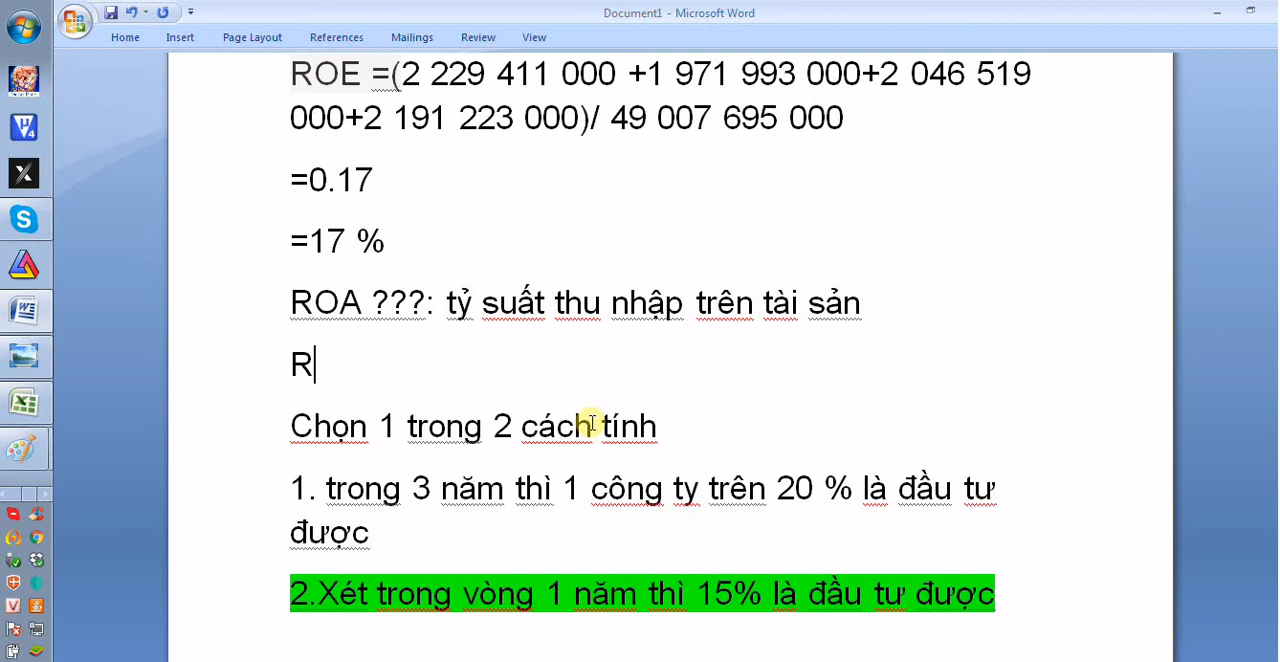 Document1 - Microsoft Word
Home Insert Page Layout References Mailings Review View
ROE =(2 229 411 000 +1 971 993 000+2 046 519
000+2 191 223 000)/ 49 007 695 000
=0.17
=17 %
ROA ???: tỷ suất thu nhập trên tài sản
R
Chọn 1 trong 2 cách tính
1. trong 3 năm thì 1 công ty trên 20 % là đầu tư
được
2.Xét trong vòng 1 năm thì 15% là đầu tư được